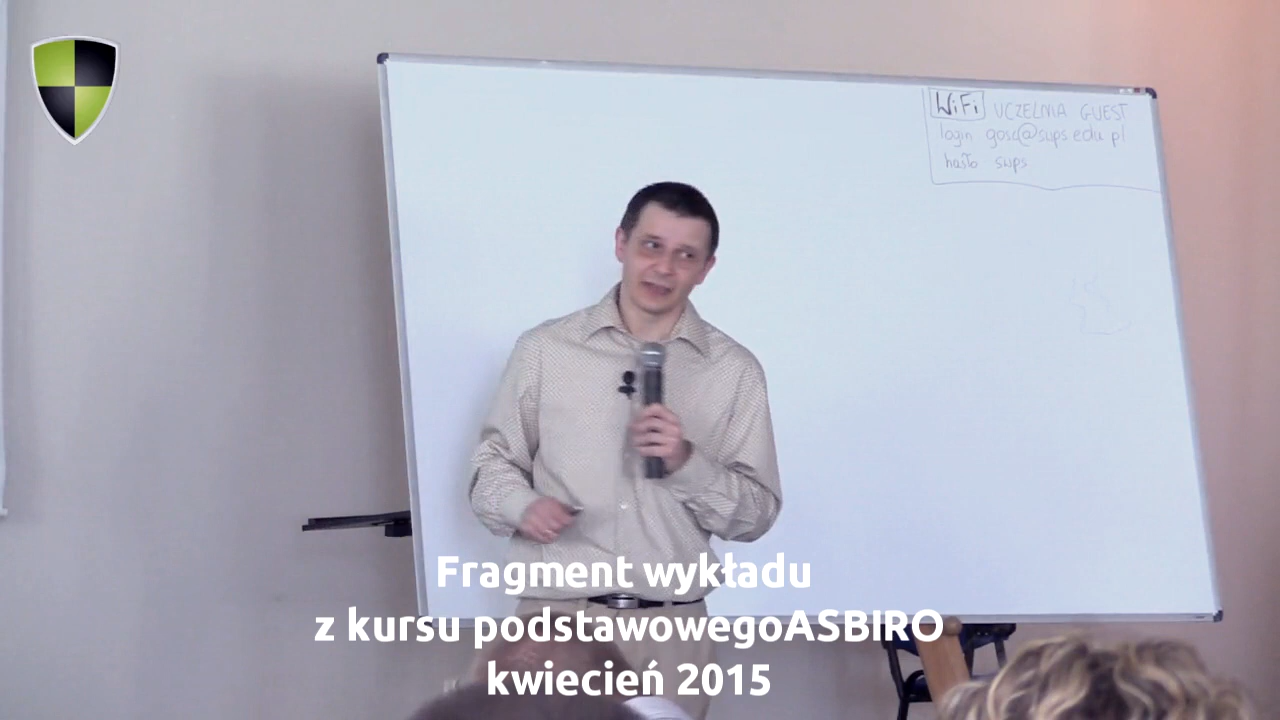 WiFi UCZELNIA GUEST
login gosc@swps.edu.pl
hasło swps
Fragment wykładu
z kursu podstawowegoASBIRO
kwiecień 2015